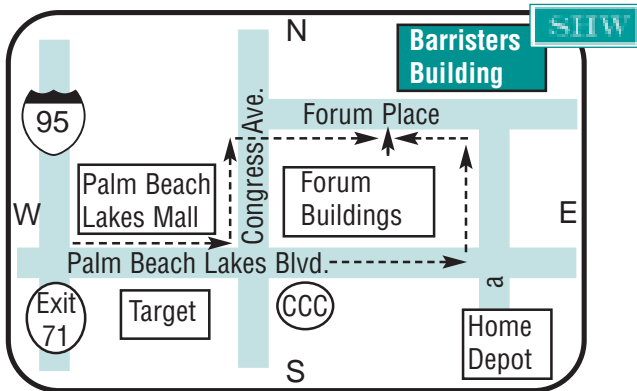 N
SHW
Barristers
Building
95
Congress Ave.
Forum Place
Palm Beach
Lakes Mall
Forum
Buildings
W
E
Palm Beach Lakes Blvd.
a
Exit
71
Target
CCC
Home
Depot
S